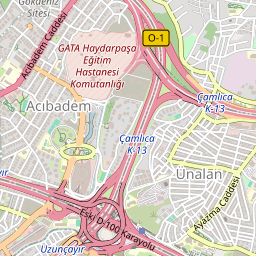 Gökdeniz
Sitesi
Acıbadem Caddesi
GATA Haydarpaşa
Eğitim
Hastanesi
Komutanlığı
O-1
Acıbadem
Çamlıca
K-13
Çamlıca
K-13
Ünalan
Ayazma Caddesi
Eski D 100 Karayolu
Uzunçayır